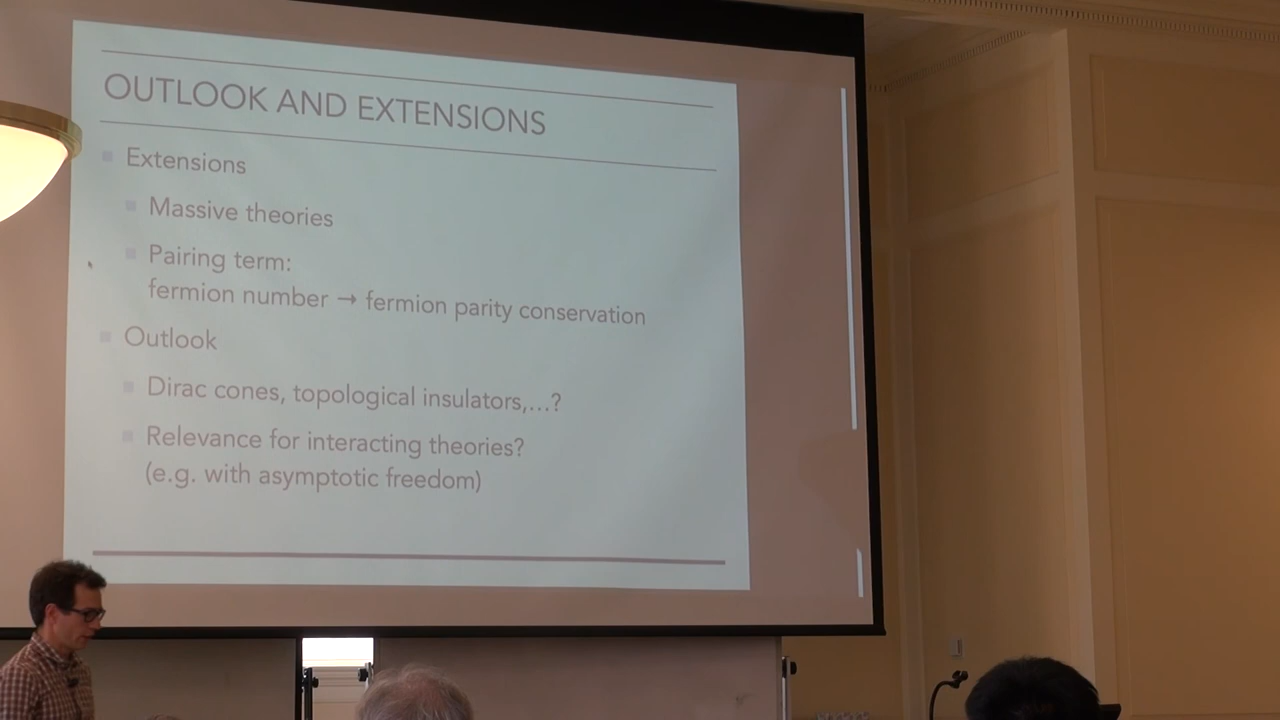 OUTLOOK AND EXTENSIONS
Extensions
Massive theories
Pairing term:
fermion number → fermion parity conservation
Outlook
Dirac cones, topological insulators,...?
Relevance for interacting theories?
(e.g. with asymptotic freedom)